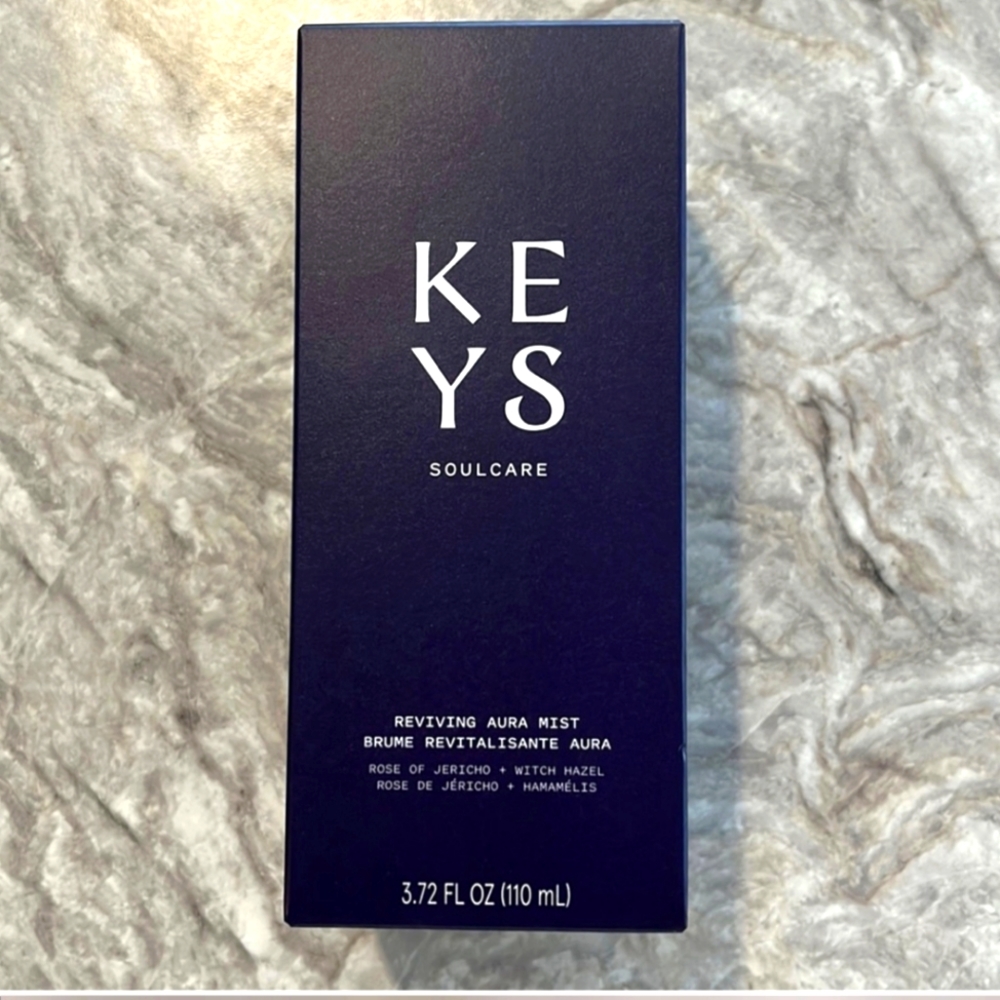 KE
YS
SOULCARE
REVIVING AURA MIST
BRUME REVITALISANTE AURA
ROSE OF JERICHO + WITCH HAZEL
ROSE DE JÉRICHO + HAMAMÉLIS
3.72 FL OZ (110 mL)